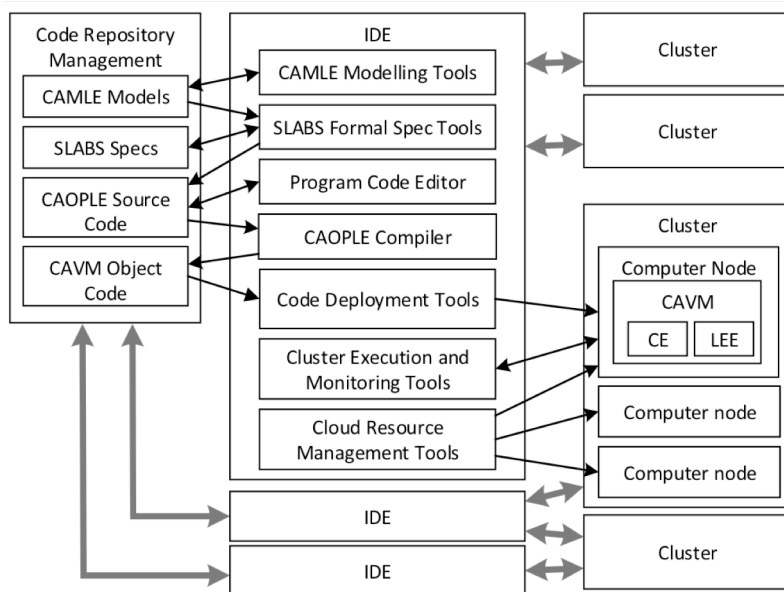 Code Repository
Management
CAMLE Models
SLABS Specs
CAOPLE Source
Code
CAVM Object
Code
IDE
CAMLE Modelling Tools
SLABS Formal Spec Tools
Program Code Editor
CAOPLE Compiler
Code Deployment Tools
Cluster Execution and
Monitoring Tools
Cloud Resource
Management Tools
IDE
IDE
Cluster
Cluster
Cluster
Computer Node
CAVM
CE
LEE
Computer node
Computer node
Cluster